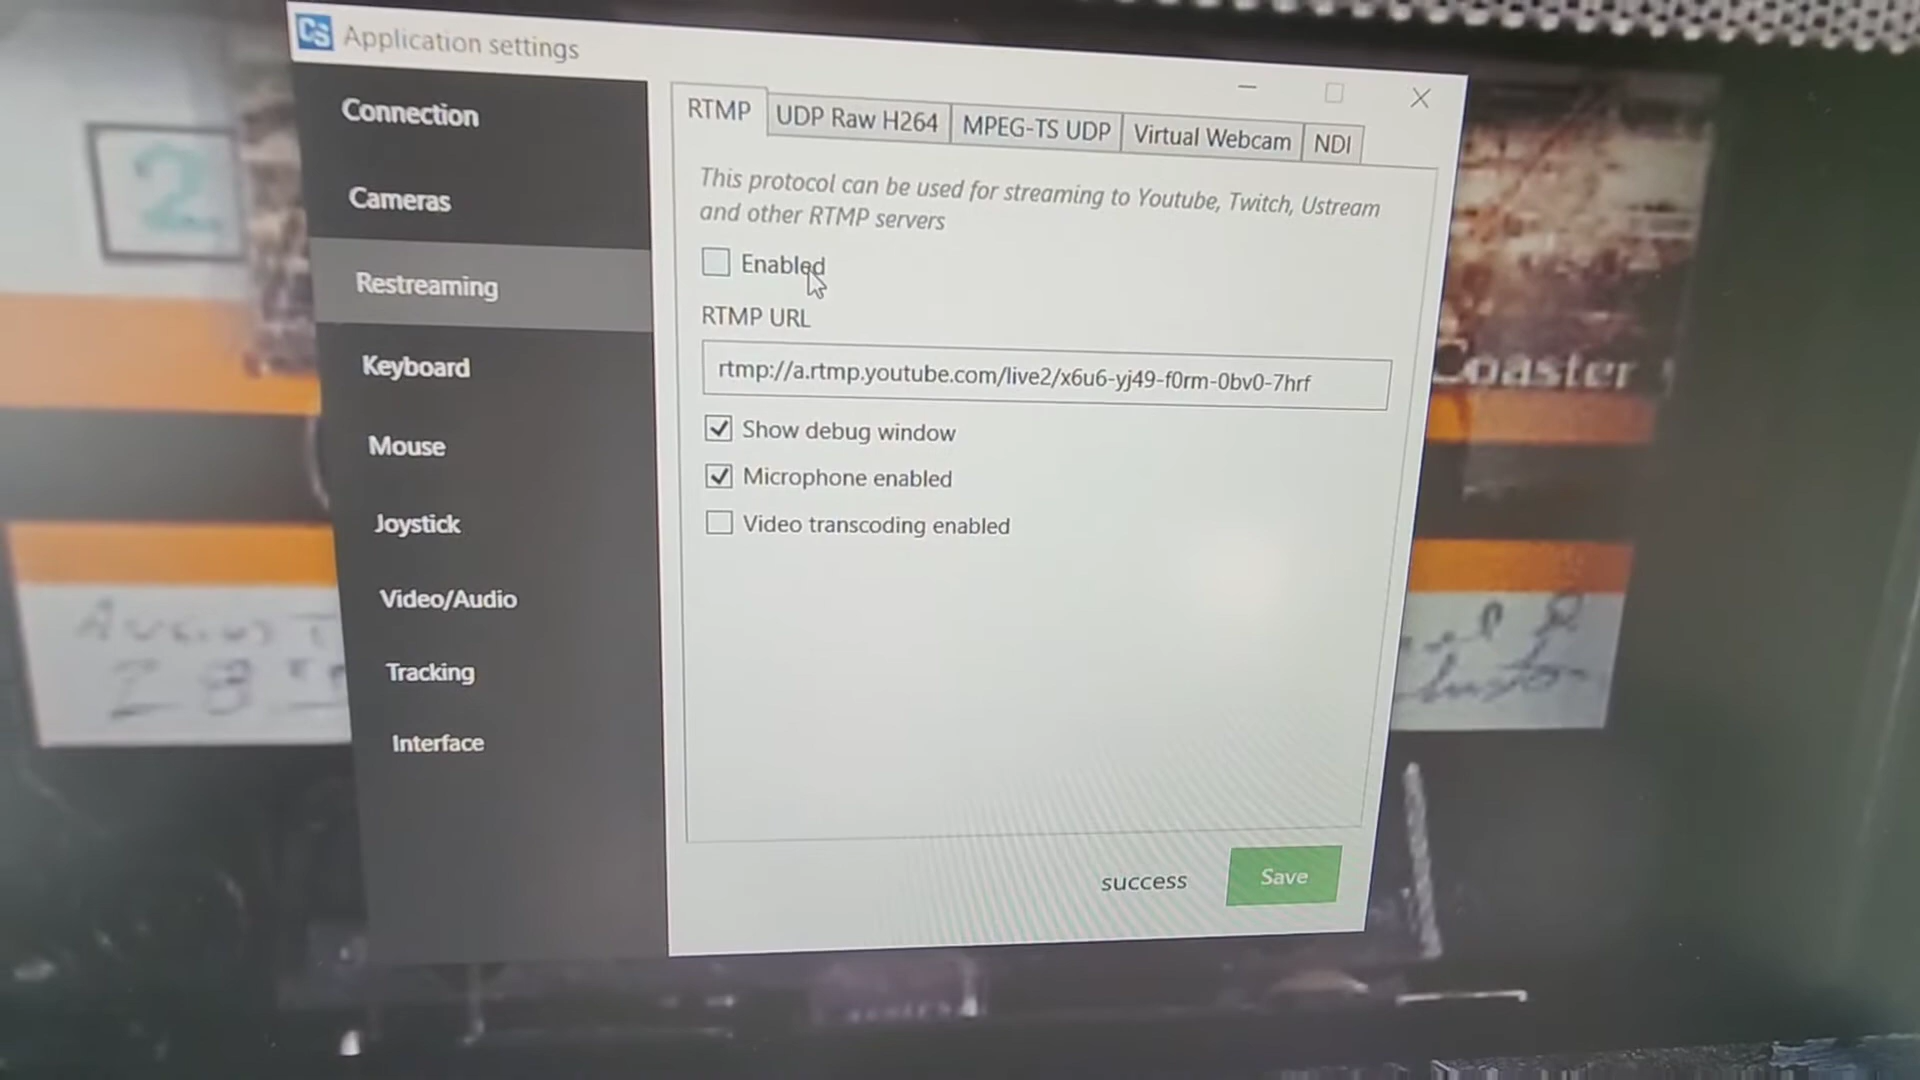 CS Application settings
Connection
Cameras
Restreaming
Keyboard
Mouse
Joystick
Video/Audio
Tracking
Interface
RTMP
UDP Raw H264
MPEG-TS UDP
Virtual Webcam
NDI
This protocol can be used for streaming to Youtube, Twitch, Ustream
and other RTMP servers
Enabled
RTMP URL
rtmp://a.rtmp.youtube.com/live2/x6u6-yj49-f0rm-0bv0-7hrf
Show debug window
Microphone enabled
Video transcoding enabled
success
Save
2
Coaster